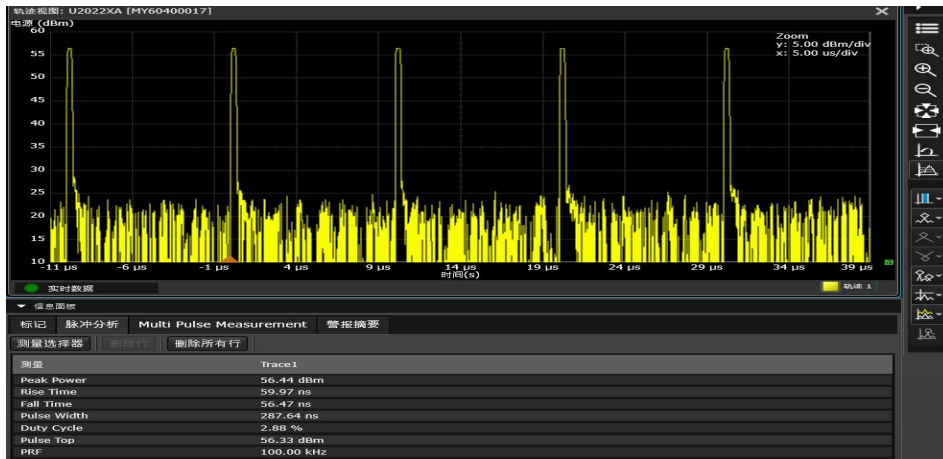 轨迹视图: U2022XA [MY60400017]
电源 (dBm)
60
Zoom
y: 5.00 dBm/div
x: 5.00 us/div
55
50
45
40
35
30
25
20
15
10
-11 µs -6 µs -1 µs 4 µs 9 µs 14 µs 19 µs 24 µs 29 µs 34 µs 39 µs
时间(s)
实时数据 轨迹 1
信息面板
标记 脉冲分析 Multi Pulse Measurement 警报摘要
测量选择器 删除行 删除所有行
测量 Trace1
Peak Power 56.44 dBm
Rise Time 59.97 ns
Fall Time 56.47 ns
Pulse Width 287.64 ns
Duty Cycle 2.88 %
Pulse Top 56.33 dBm
PRF 100.00 kHz